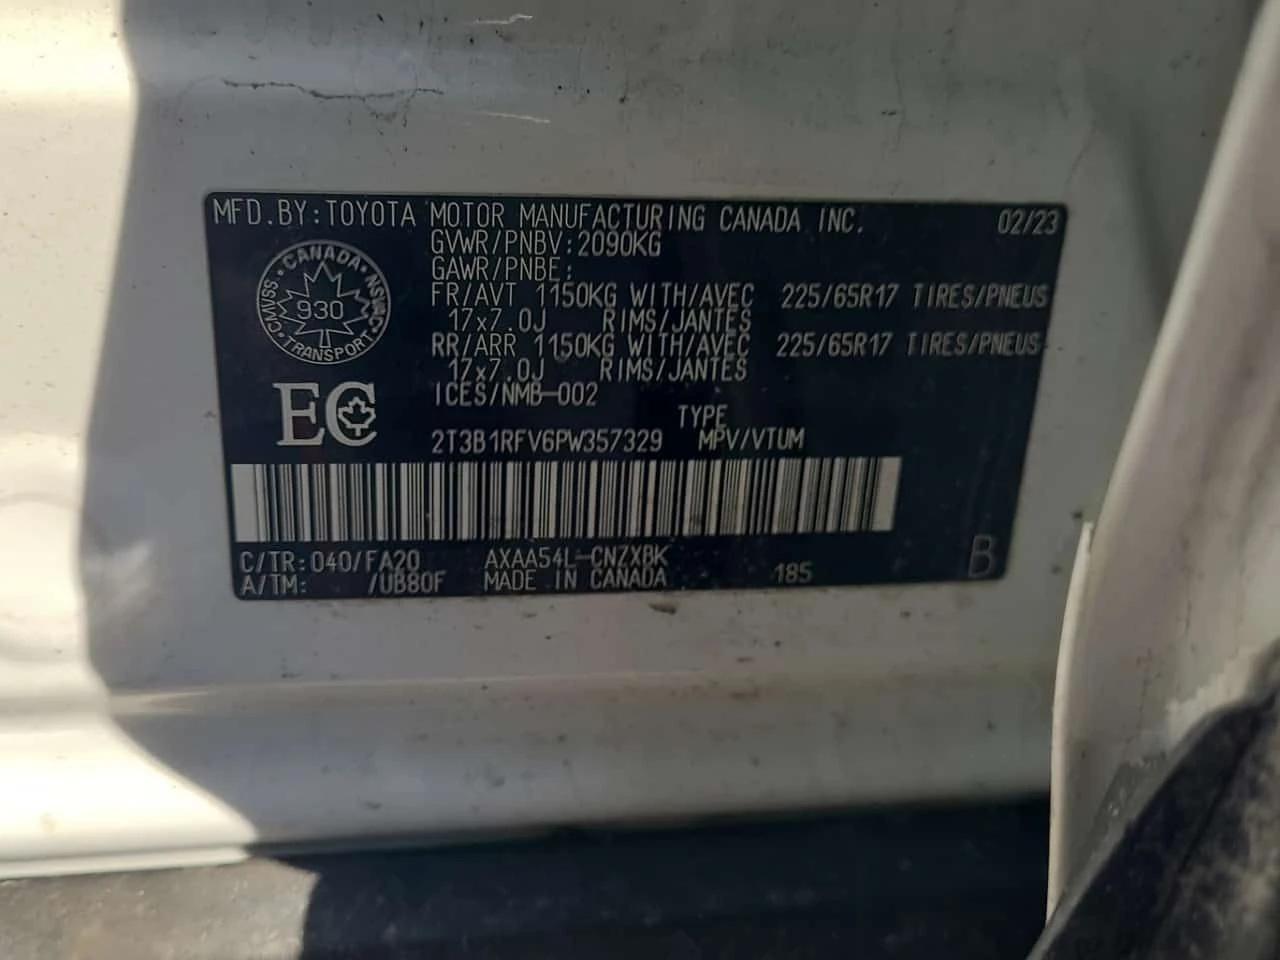 MFD.BY:TOYOTA MOTOR MANUFACTURING CANADA INC. 02/23
GVWR/PNBV:2090KG
GAWR/PNBE:
FR/AVT 1150KG WITH/AVEC 225/65R17 TIRES/PNEUS
17x7.0J RIMS/JANTES
RR/ARR 1150KG WITH/AVEC 225/65R17 TIRES/PNEUS
17x7.0J RIMS/JANTES
ICES/NMB-002
TYPE
2T3B1RFV6PW357329 MPV/VTUM
CANADA
CMVSS NSVAC
930
TRANSPORT
EC
C/TR:040/FA20 AXAA54L-CNZXBK
A/TM: /UB80F MADE IN CANADA 185 B